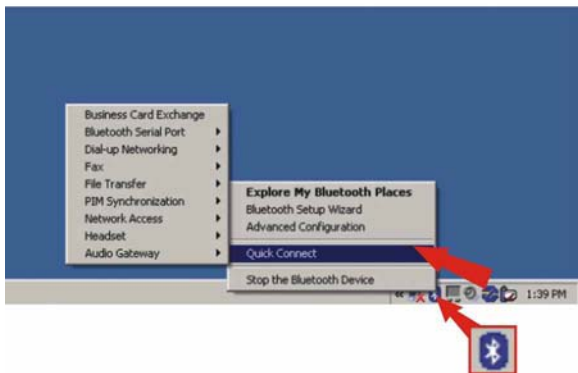 Business Card Exchange
Bluetooth Serial Port
Dial-up Networking
Fax
File Transfer
PIM Synchronization
Network Access
Headset
Audio Gateway
Explore My Bluetooth Places
Bluetooth Setup Wizard
Advanced Configuration
Quick Connect
Stop the Bluetooth Device
1:39 PM